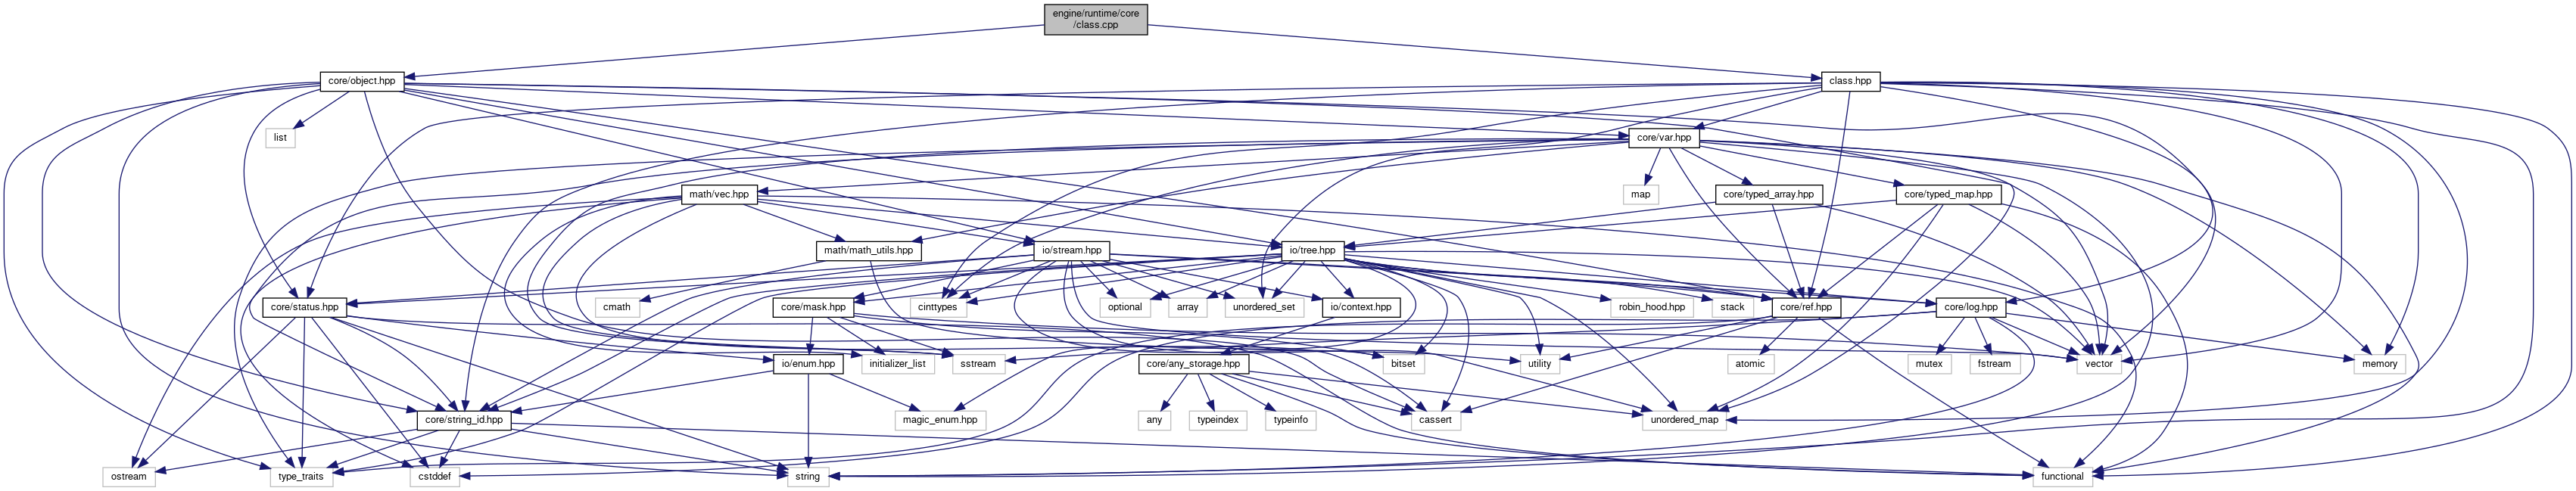 engine/runtime/core
/class.cpp
core/object.hpp
class.hpp
list
core/var.hpp
math/vec.hpp
map
core/typed_array.hpp
core/typed_map.hpp
math/math_utils.hpp
io/stream.hpp
io/tree.hpp
core/status.hpp
cmath
core/mask.hpp
cinttypes
optional
array
unordered_set
io/context.hpp
robin_hood.hpp
stack
core/ref.hpp
core/log.hpp
io/enum.hpp
initializer_list
sstream
core/any_storage.hpp
bitset
utility
atomic
mutex
fstream
vector
memory
core/string_id.hpp
magic_enum.hpp
any
typeindex
typeinfo
cassert
unordered_map
ostream
type_traits
cstddef
string
functional